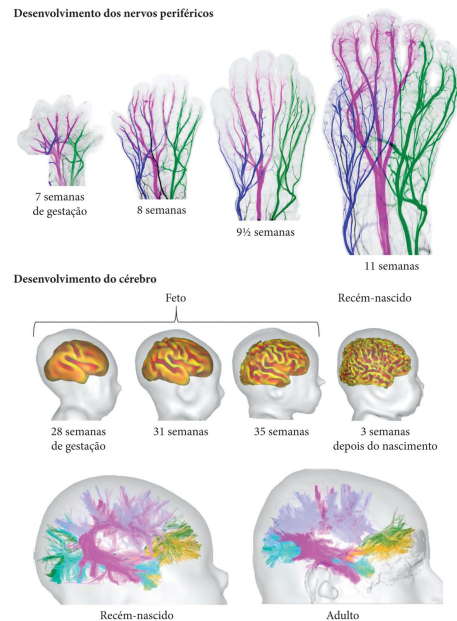 Desenvolvimento dos nervos periféricos
7 semanas
de gestação
8 semanas
9½ semanas
11 semanas
Desenvolvimento do cérebro
Feto
Recém-nascido
28 semanas
de gestação
31 semanas
35 semanas
3 semanas
depois do nascimento
Recém-nascido
Adulto